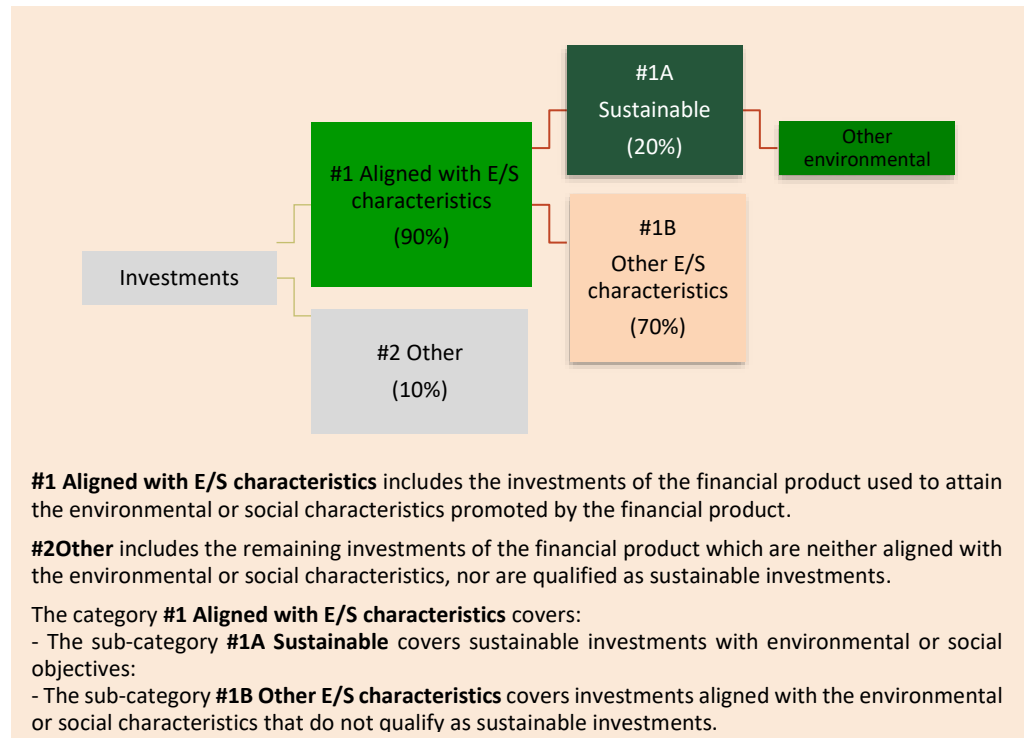 #1A
Sustainable
(20%)
Other
environmental
#1 Aligned with E/S
characteristics
(90%)
#1B
Other E/S
characteristics
(70%)
Investments
#2 Other
(10%)
#1 Aligned with E/S characteristics includes the investments of the financial product used to attain
the environmental or social characteristics promoted by the financial product.
#2Other includes the remaining investments of the financial product which are neither aligned with
the environmental or social characteristics, nor are qualified as sustainable investments.
The category #1 Aligned with E/S characteristics covers:
- The sub-category #1A Sustainable covers sustainable investments with environmental or social
objectives:
- The sub-category #1B Other E/S characteristics covers investments aligned with the environmental
or social characteristics that do not qualify as sustainable investments.